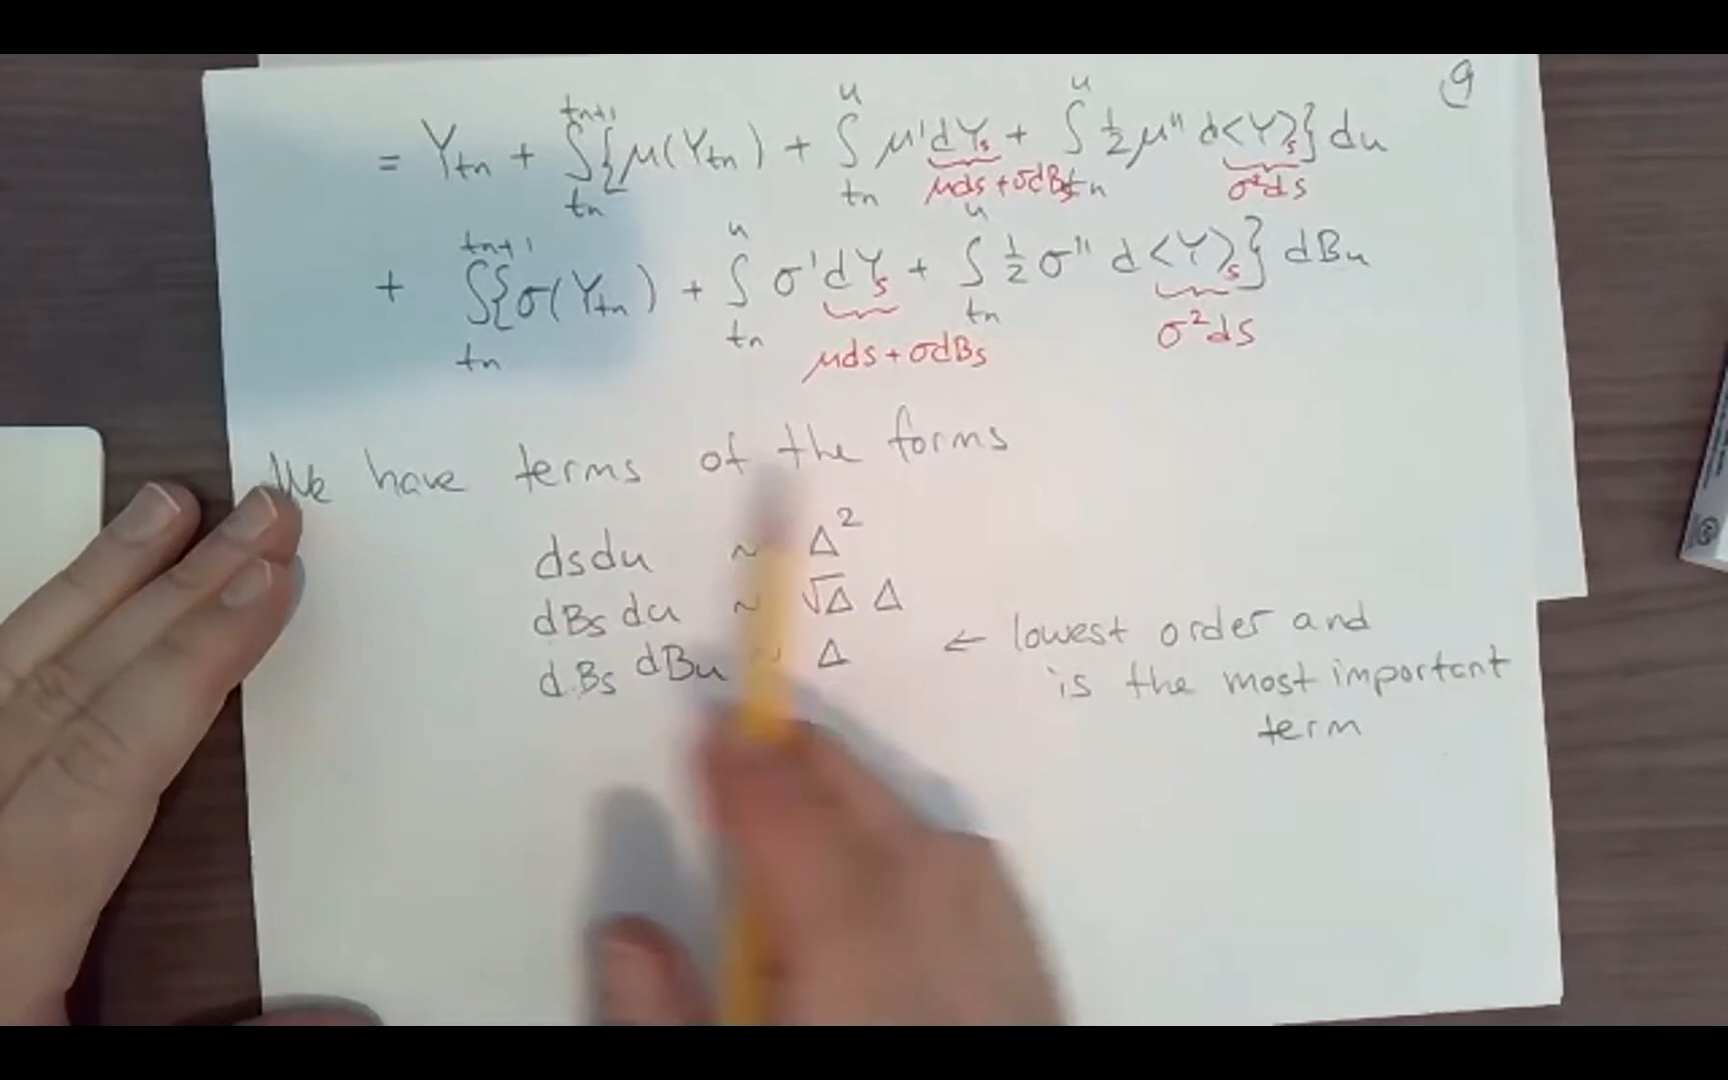 9
= Y_{t_n} + ∫_{t_n}^{t_{n+1}} { μ(Y_{t_n}) + ∫_{t_n}^{u} μ' dY_s + ∫_{t_n}^{u} ½ μ'' d<Y>_s } du
μds + σdB_s σ²ds
+ ∫_{t_n}^{t_{n+1}} { σ(Y_{t_n}) + ∫_{t_n}^{u} σ' dY_s + ∫_{t_n}^{u} ½ σ'' d<Y>_s } dB_u
μds + σdB_s σ²ds
We have terms of the forms
dsdu ~ Δ²
dB_s du ~ √Δ Δ
dB_s dB_u ~ Δ ← lowest order and
is the most important
term